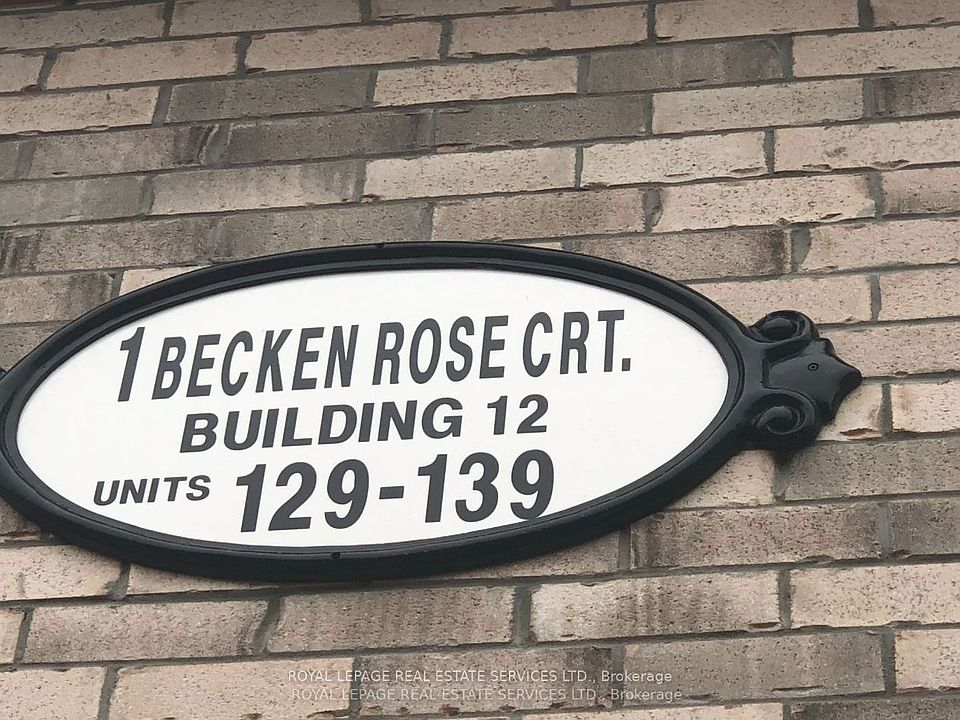 1 BECKEN ROSE CRT.
BUILDING 12
UNITS 129-139
ROYAL LEPAGE REAL ESTATE SERVICES LTD., Brokerage
ROYAL LEPAGE REAL ESTATE SERVICES LTD., Brokerage